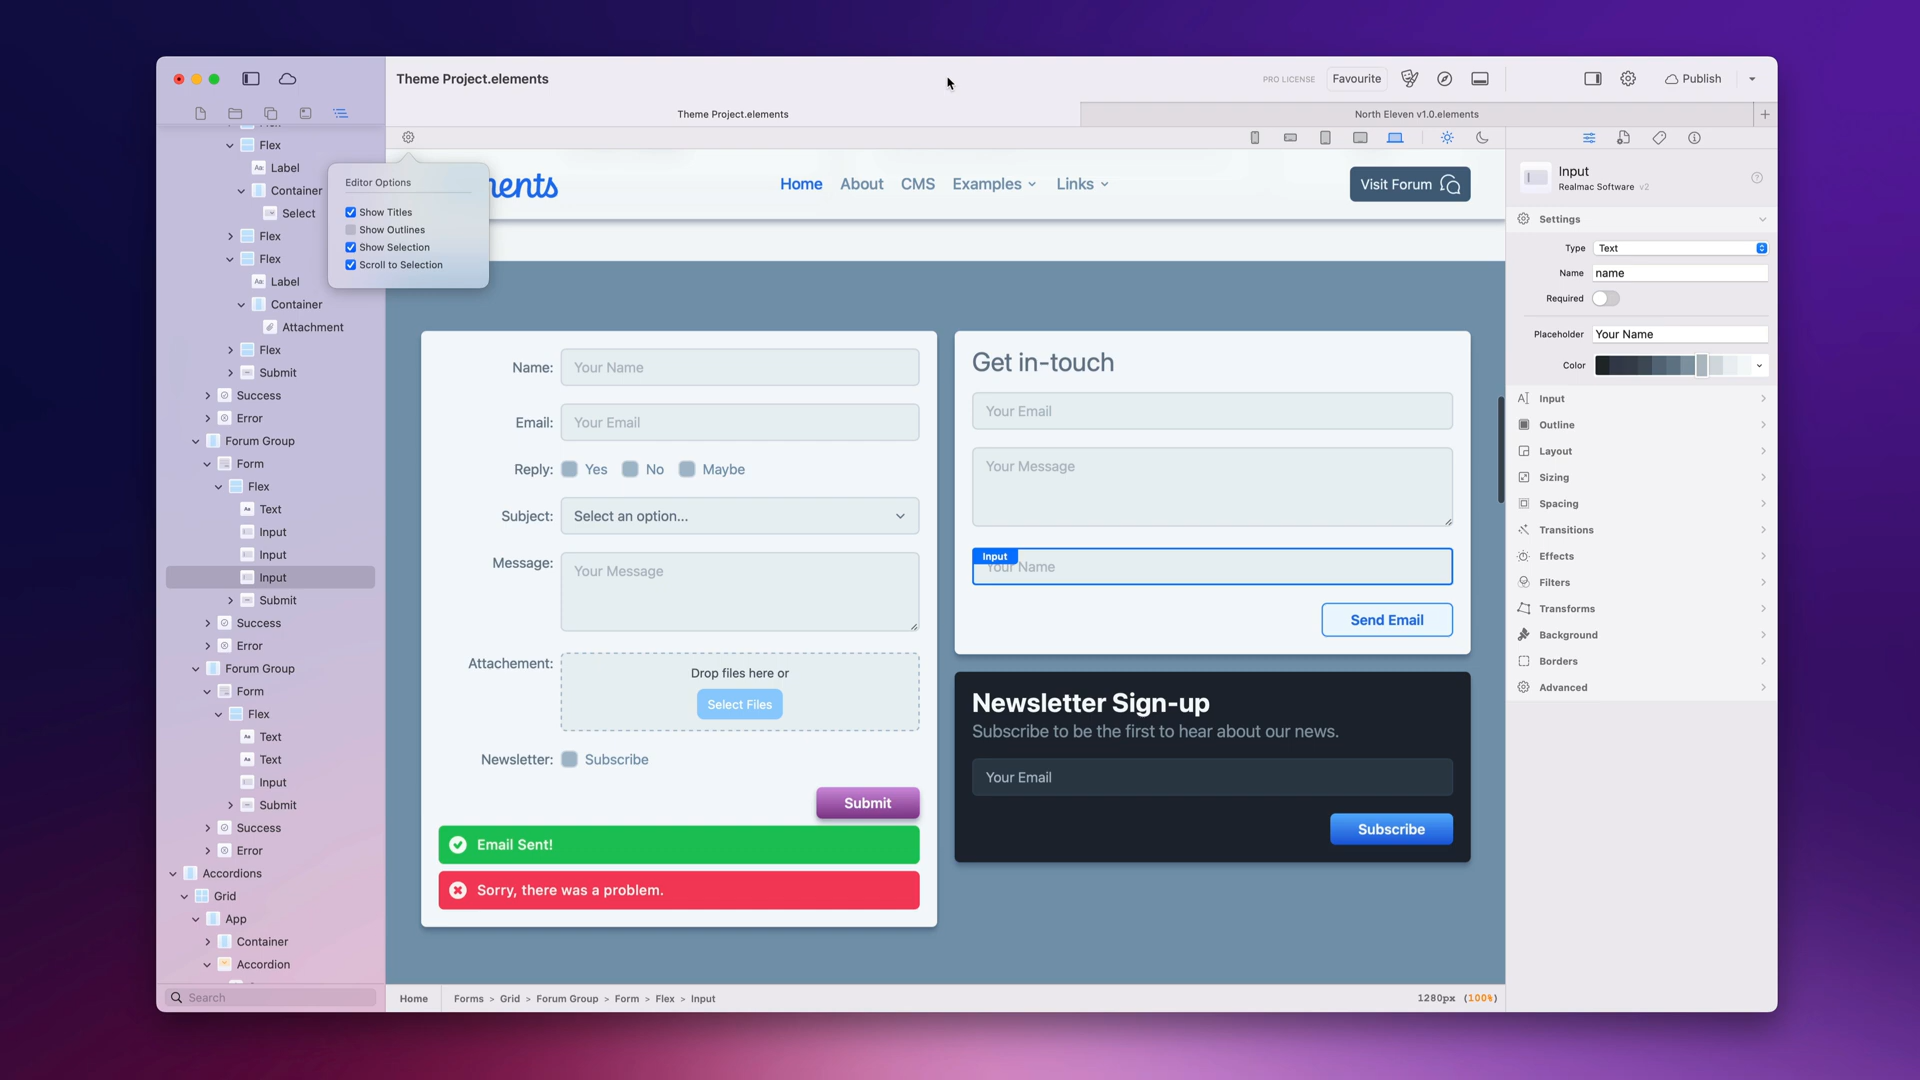 Theme Project.elements
PRO LICENSE
Favourite
Publish
Theme Project.elements
North Eleven v1.0.elements
Flex
Label
Container
Select
Flex
Flex
Label
Container
Attachment
Flex
Submit
Success
Error
Forum Group
Form
Flex
Text
Input
Input
Input
Submit
Success
Error
Forum Group
Form
Flex
Text
Text
Input
Submit
Success
Error
Accordions
Grid
App
Container
Accordion
Search
Editor Options
Show Titles
Show Outlines
Show Selection
Scroll to Selection
Home
About
CMS
Examples
Links
Visit Forum
Name:
Your Name
Email:
Your Email
Reply:
Yes
No
Maybe
Subject:
Select an option...
Message:
Your Message
Attachement:
Drop files here or
Select Files
Newsletter:
Subscribe
Submit
Email Sent!
Sorry, there was a problem.
Get in-touch
Your Email
Your Message
Input
Your Name
Send Email
Newsletter Sign-up
Subscribe to be the first to hear about our news.
Your Email
Subscribe
Home
Forms > Grid > Forum Group > Form > Flex > Input
1280px (100%)
Input
Realmac Software v2
Settings
Type
Text
Name
name
Required
Placeholder
Your Name
Color
Input
Outline
Layout
Sizing
Spacing
Transitions
Effects
Filters
Transforms
Background
Borders
Advanced